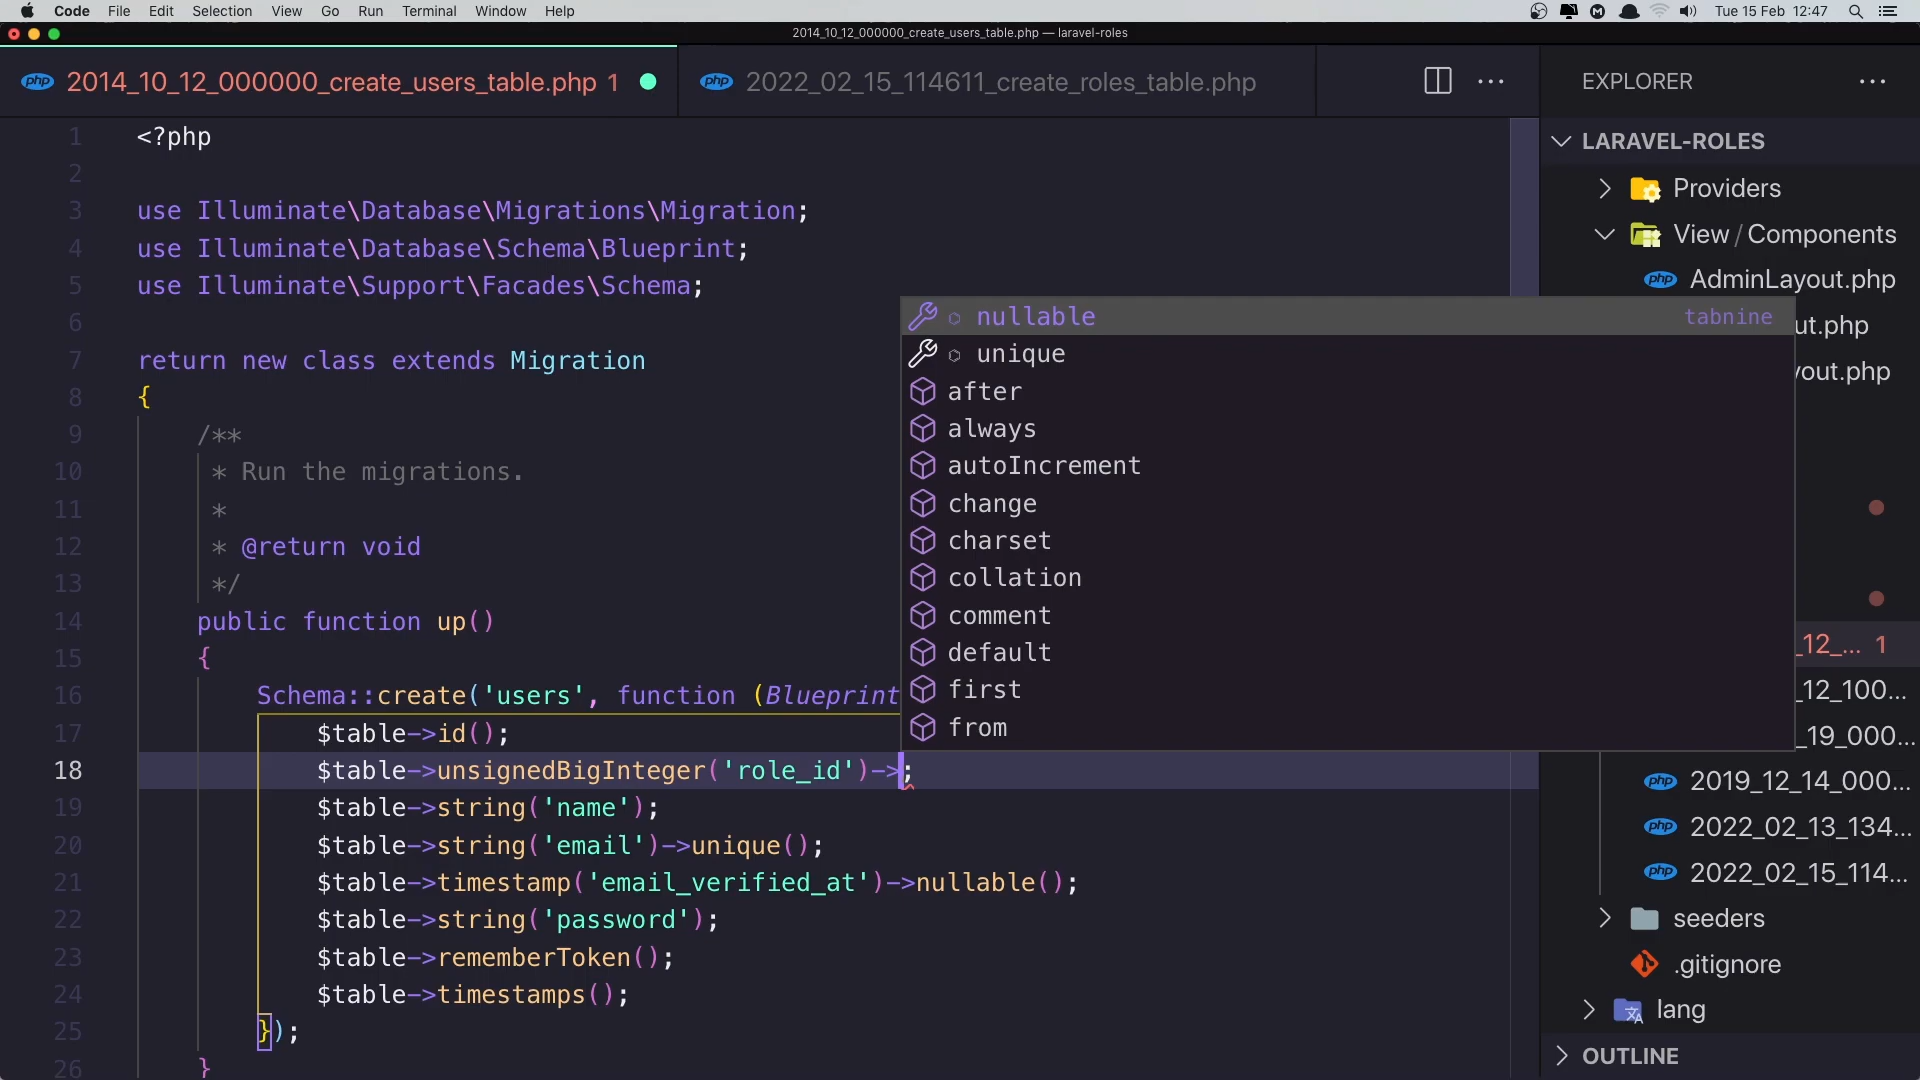 Code File Edit Selection View Go Run Terminal Window Help
Tue 15 Feb 12:47
2014_10_12_000000_create_users_table.php — laravel-roles
php 2014_10_12_000000_create_users_table.php 1
php 2022_02_15_114611_create_roles_table.php
EXPLORER
1 <?php
2
3 use Illuminate\Database\Migrations\Migration;
4 use Illuminate\Database\Schema\Blueprint;
5 use Illuminate\Support\Facades\Schema;
6
7 return new class extends Migration
8 {
9 /**
10 * Run the migrations.
11 *
12 * @return void
13 */
14 public function up()
15 {
16 Schema::create('users', function (Blueprint
17 $table->id();
18 $table->unsignedBigInteger('role_id')->;
19 $table->string('name');
20 $table->string('email')->unique();
21 $table->timestamp('email_verified_at')->nullable();
22 $table->string('password');
23 $table->rememberToken();
24 $table->timestamps();
25 });
26 }
nullable tabnine
unique
after
always
autoIncrement
change
charset
collation
comment
default
first
from
LARAVEL-ROLES
Providers
View / Components
php AdminLayout.php
ut.php
yout.php
_12_... 1
_12_100...
_19_000...
php 2019_12_14_000...
php 2022_02_13_134...
php 2022_02_15_114...
seeders
.gitignore
lang
OUTLINE